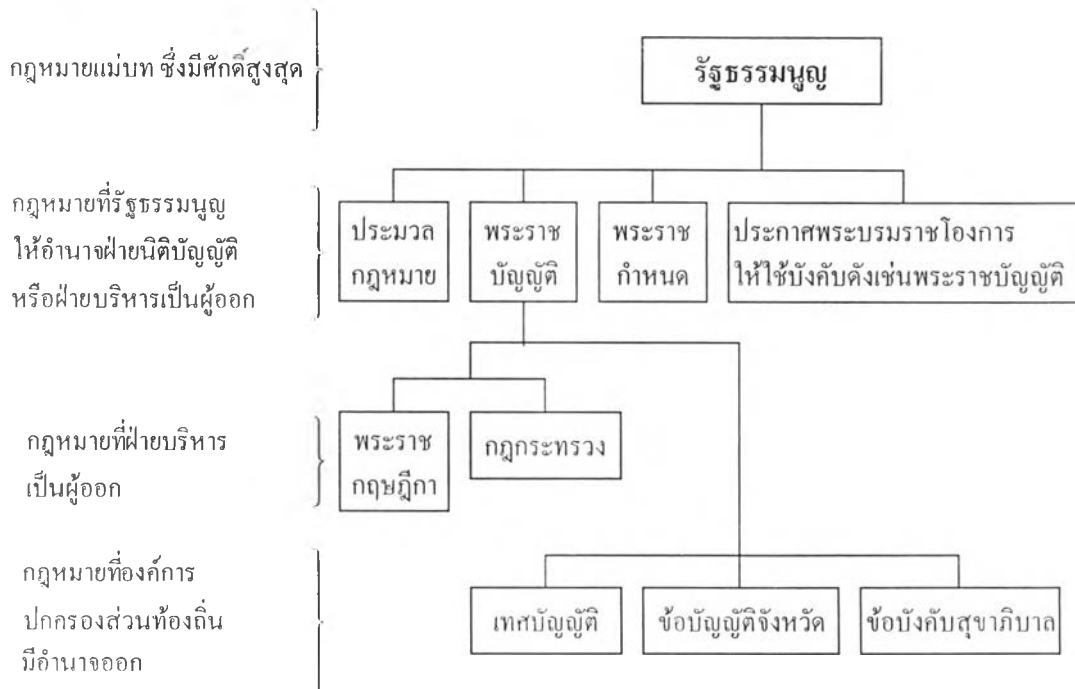 กฎหมายแม่บท ซึ่งมีศักดิ์สูงสุด
รัฐธรรมนูญ
กฎหมายที่รัฐธรรมนูญ
ให้อำนาจฝ่ายนิติบัญญัติ
หรือฝ่ายบริหารเป็นผู้ออก
ประมวล
กฎหมาย
พระราช
บัญญัติ
พระราช
กำหนด
ประกาศพระบรมราชโองการ
ให้ใช้บังคับดังเช่นพระราชบัญญัติ
กฎหมายที่ฝ่ายบริหาร
เป็นผู้ออก
พระราช
กฤษฎีกา
กฎกระทรวง
กฎหมายที่องค์การ
ปกครองส่วนท้องถิ่น
มีอำนาจออก
เทศบัญญัติ
ข้อบัญญัติจังหวัด
ข้อบังคับสุขาภิบาล